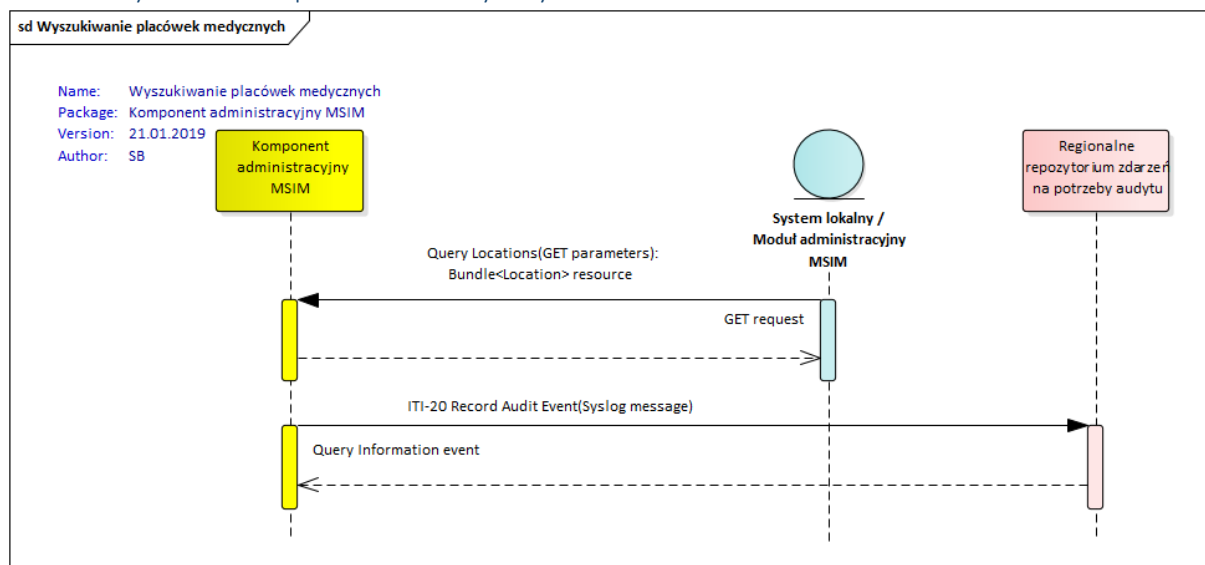 sd Wyszukiwanie placówek medycznych
Name: Wyszukiwanie placówek medycznych
Package: Komponent administracyjny MSIM
Version: 21.01.2019
Author: SB
Komponent
administracyjny
MSIM
System lokalny /
Moduł administracyjny
MSIM
Regionalne
repozytorium zdarzeń
na potrzeby audytu
Query Locations(GET parameters):
Bundle<Location> resource
GET request
ITI-20 Record Audit Event(Syslog message)
Query Information event